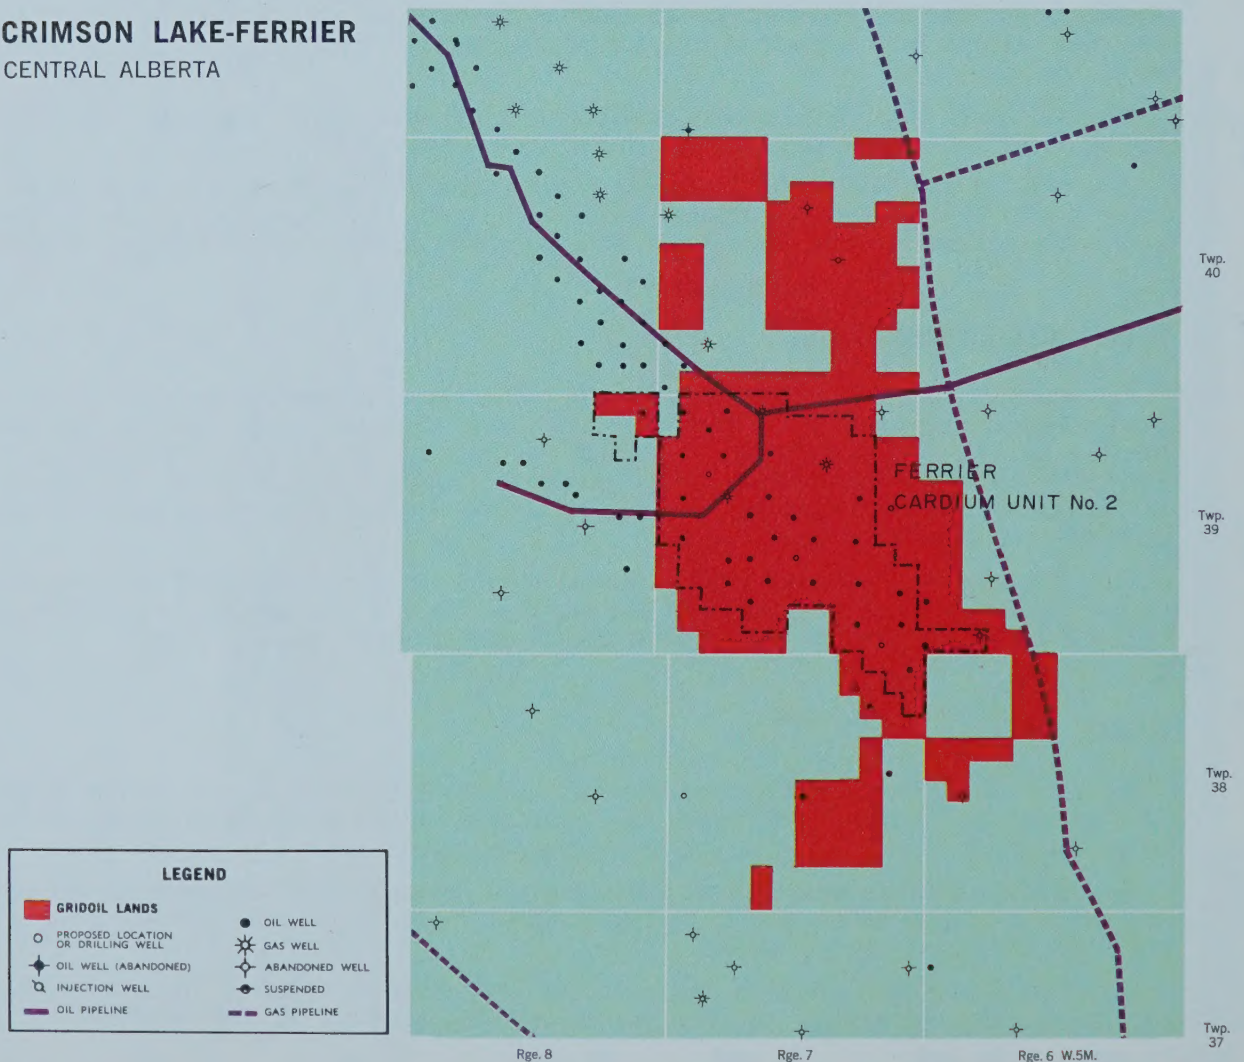 CRIMSON LAKE-FERRIER
CENTRAL ALBERTA
Twp.
40
FERRIER
CARDIUM UNIT No. 2
Twp.
39
Twp.
38
LEGEND
GRIDOIL LANDS
PROPOSED LOCATION
OR DRILLING WELL
OIL WELL (ABANDONED)
INJECTION WELL
OIL PIPELINE
OIL WELL
GAS WELL
ABANDONED WELL
SUSPENDED
GAS PIPELINE
Twp.
37
Rge. 8
Rge. 7
Rge. 6 W.5M.